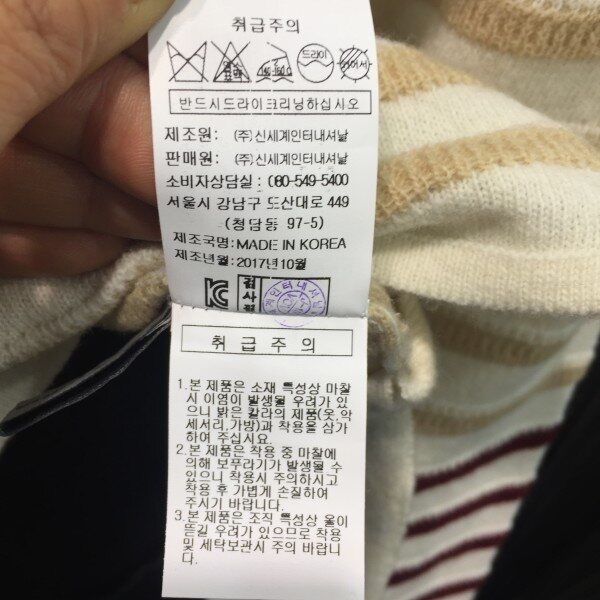 취급주의
드라이
반드시드라이크리닝하십시오
제조원: (주)신세계인터내셔날
판매원: (주)신세계인터내셔날
소비자상담실: 080-549-5400
서울시 강남구 도산대로 449
(청담동 97-5)
제조국명: MADE IN KOREA
제조년월: 2017년10월
검사표
취급주의
1.본 제품은 소재 특성상 마찰
시 이염이 발생될 우려가 있
으니 밝은 칼라의 제품(옷,악
세서리,가방)과 착용을 삼가
하여 주십시요.
2.본 제품은 착용 중 마찰에
의해 보푸라기가 발생될 수
있으니 착용시 주의하시고
착용 후 가볍게 손질하여
주시기 바랍니다.
3.본 제품은 조직 특성상 올이
뜯길 우려가 있으므로 착용
및 세탁보관시 주의 바랍니
다.